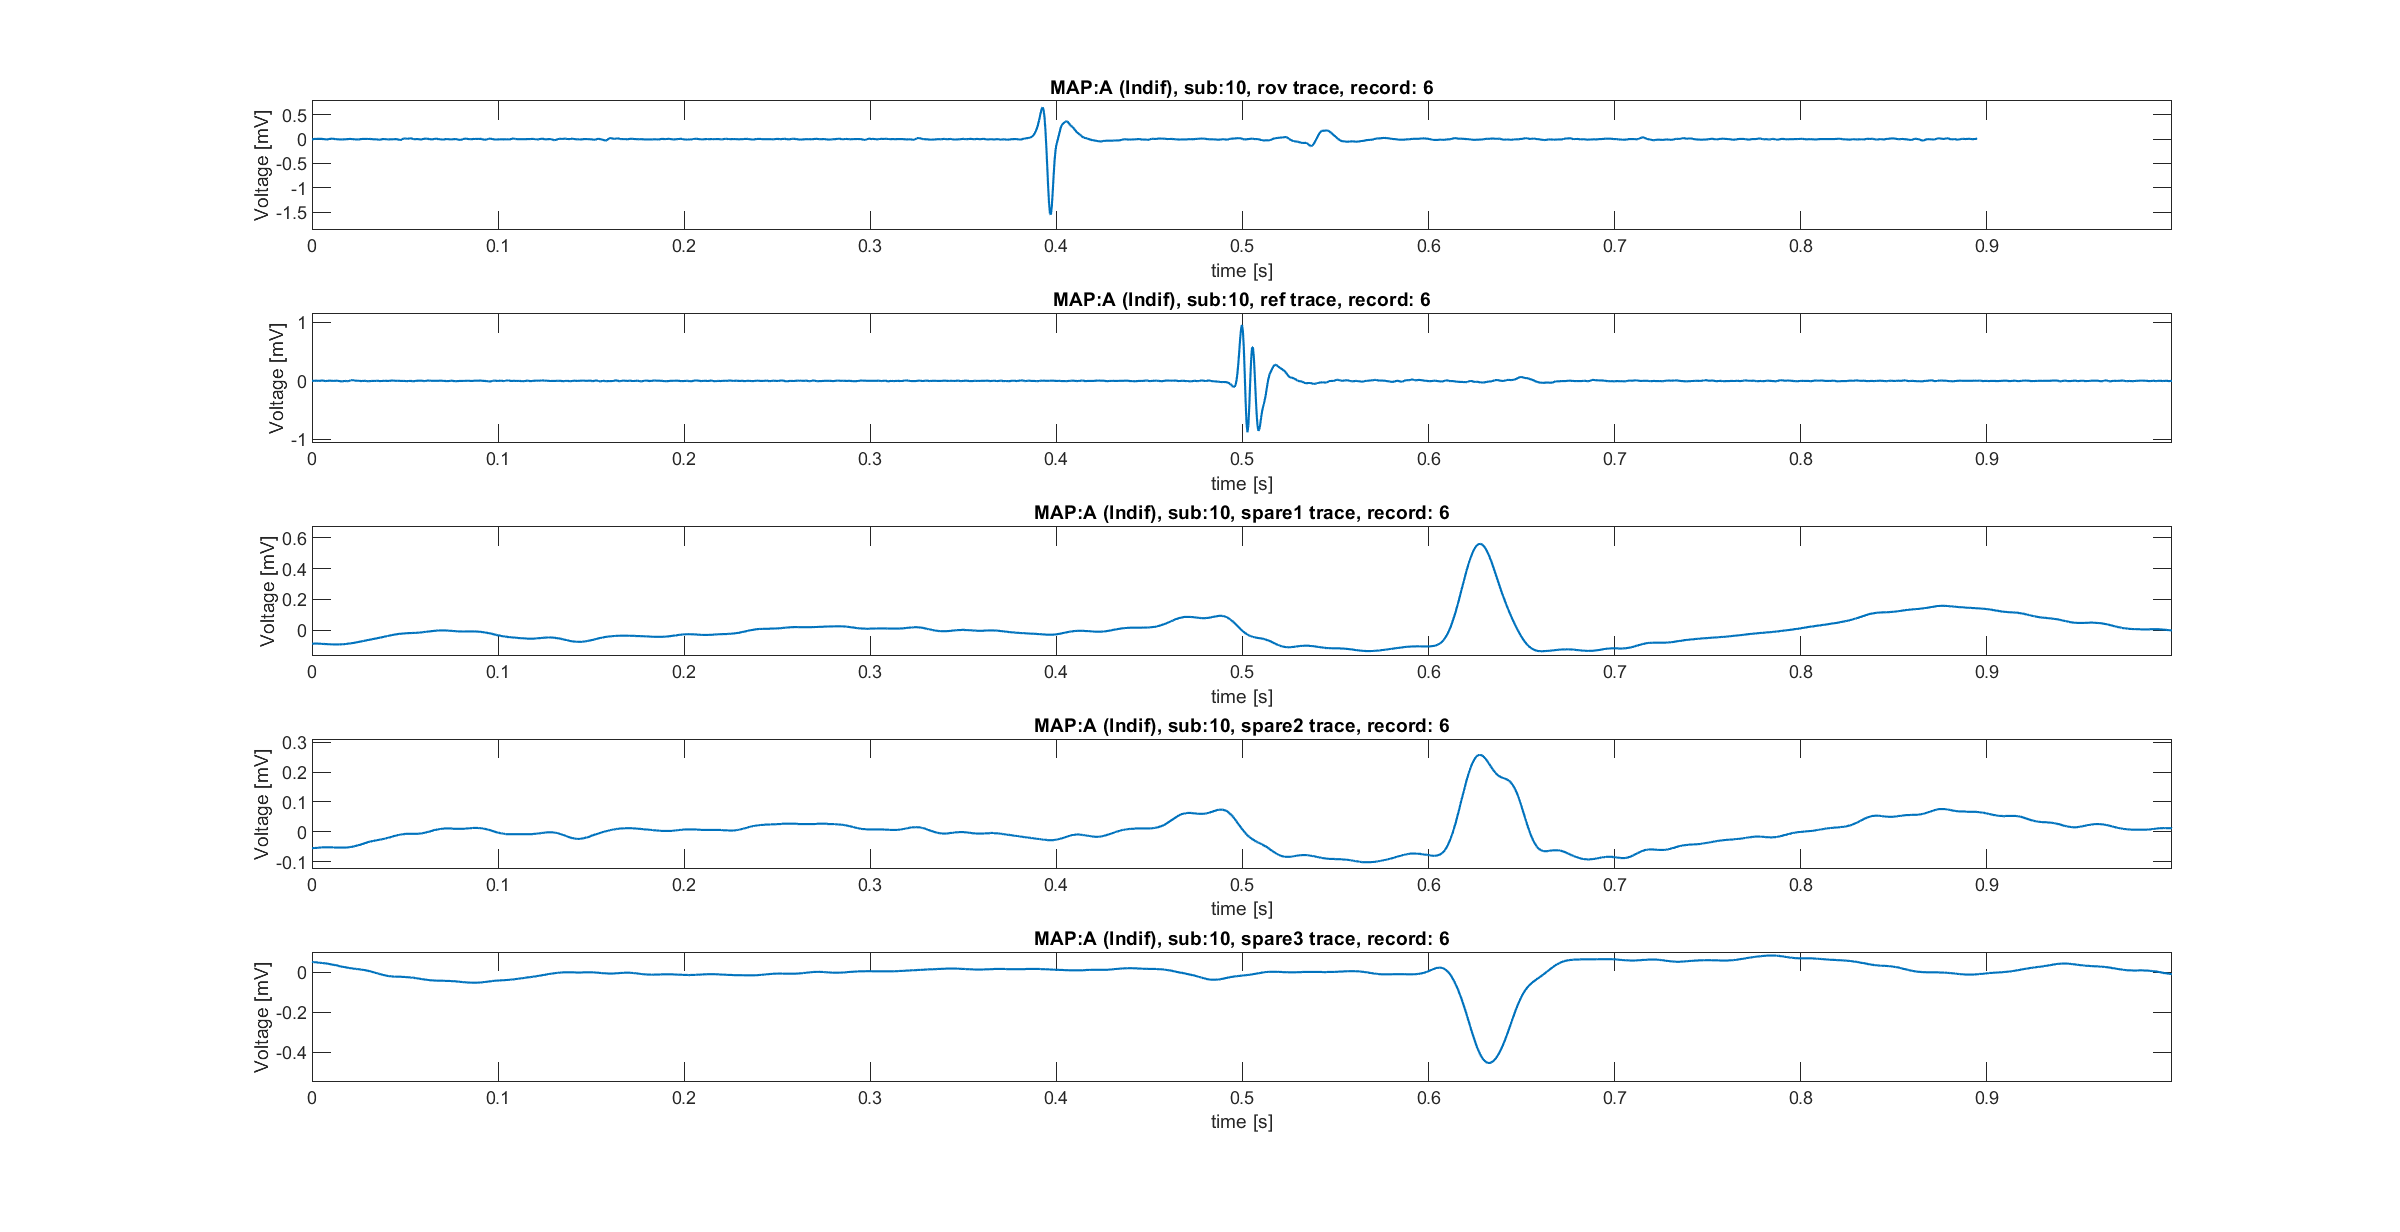 MAP:A (Indif), sub:10, rov trace, record: 6
Voltage [mV]
0.5
0
-0.5
-1
-1.5
0 0.1 0.2 0.3 0.4 0.5 0.6 0.7 0.8 0.9
time [s]
MAP:A (Indif), sub:10, ref trace, record: 6
Voltage [mV]
1
0
-1
0 0.1 0.2 0.3 0.4 0.5 0.6 0.7 0.8 0.9
time [s]
MAP:A (Indif), sub:10, spare1 trace, record: 6
Voltage [mV]
0.6
0.4
0.2
0
0 0.1 0.2 0.3 0.4 0.5 0.6 0.7 0.8 0.9
time [s]
MAP:A (Indif), sub:10, spare2 trace, record: 6
Voltage [mV]
0.3
0.2
0.1
0
-0.1
0 0.1 0.2 0.3 0.4 0.5 0.6 0.7 0.8 0.9
time [s]
MAP:A (Indif), sub:10, spare3 trace, record: 6
Voltage [mV]
0
-0.2
-0.4
0 0.1 0.2 0.3 0.4 0.5 0.6 0.7 0.8 0.9
time [s]